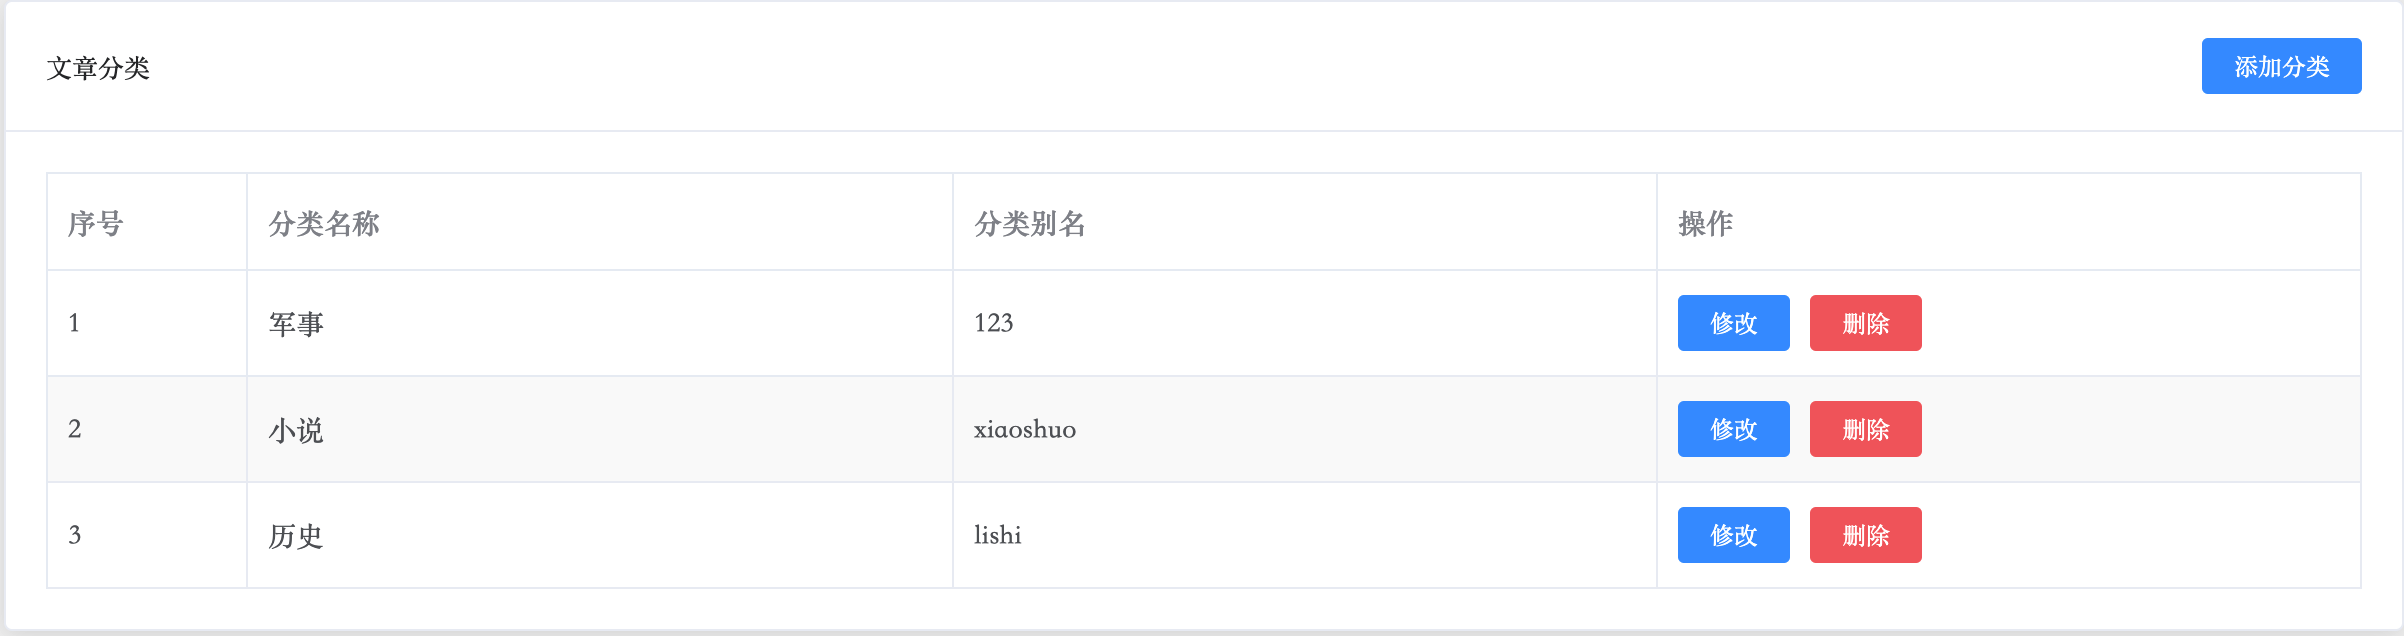 文章分类 添加分类
序号 分类名称 分类别名 操作
1 军事 123 修改 删除
2 小说 xiaoshuo 修改 删除
3 历史 lishi 修改 删除